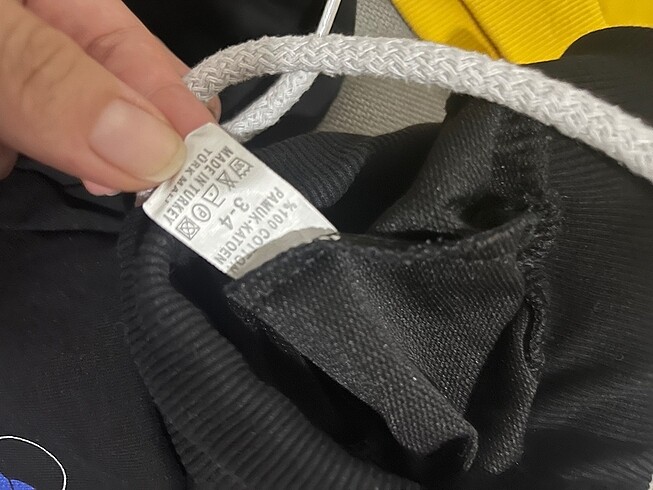 %100 COTTON
PAMUK-KATOEN
3-4
MADE IN TURKEY
TÜRK MALI